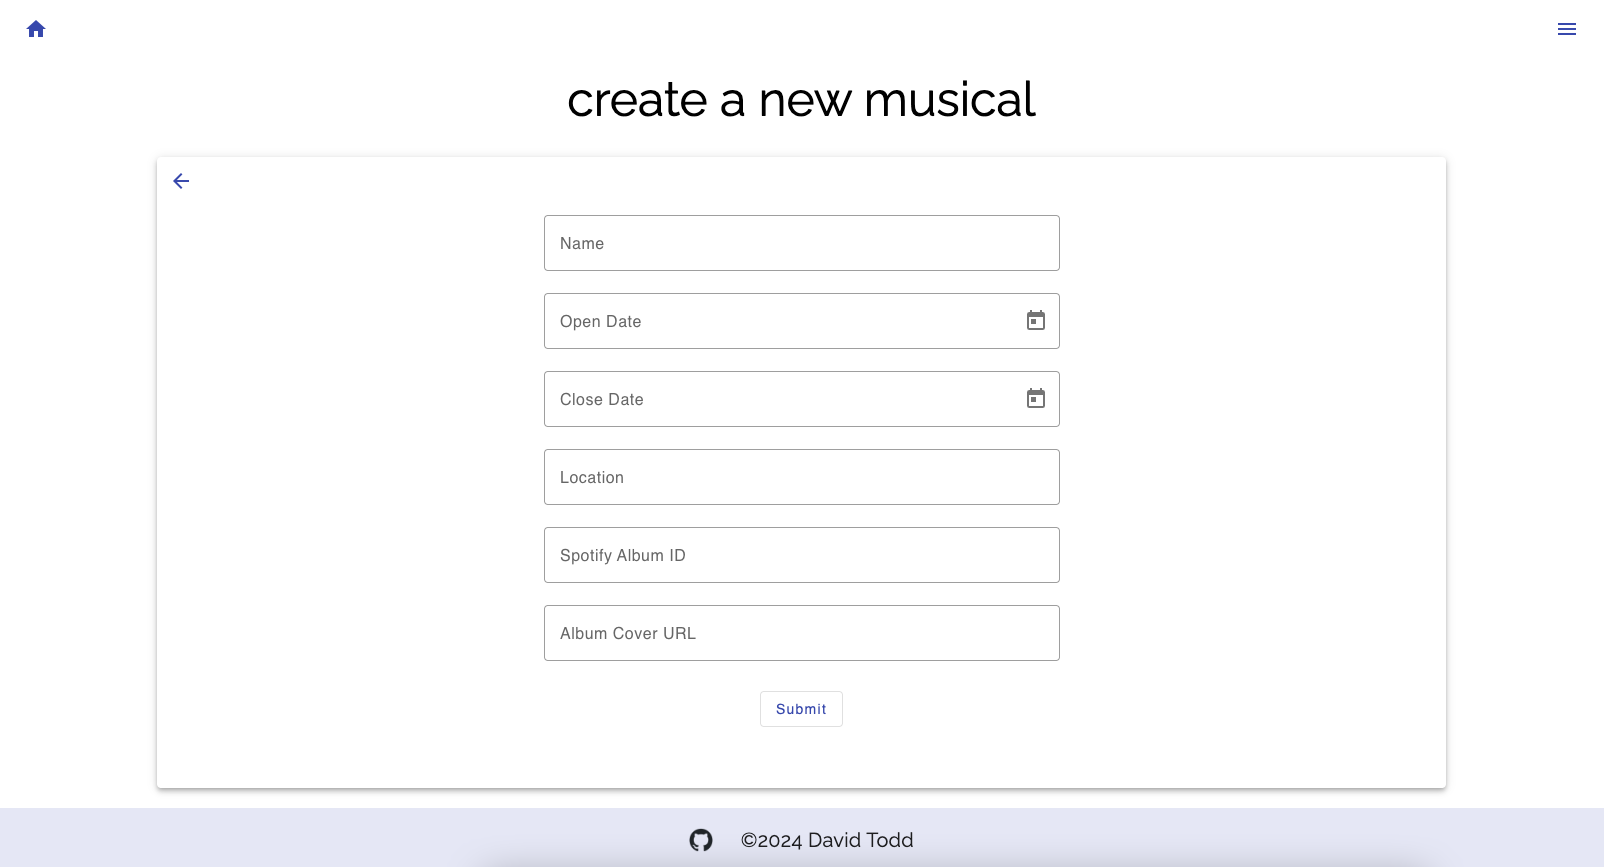 create a new musical
Name
Open Date
Close Date
Location
Spotify Album ID
Album Cover URL
Submit
©2024 David Todd